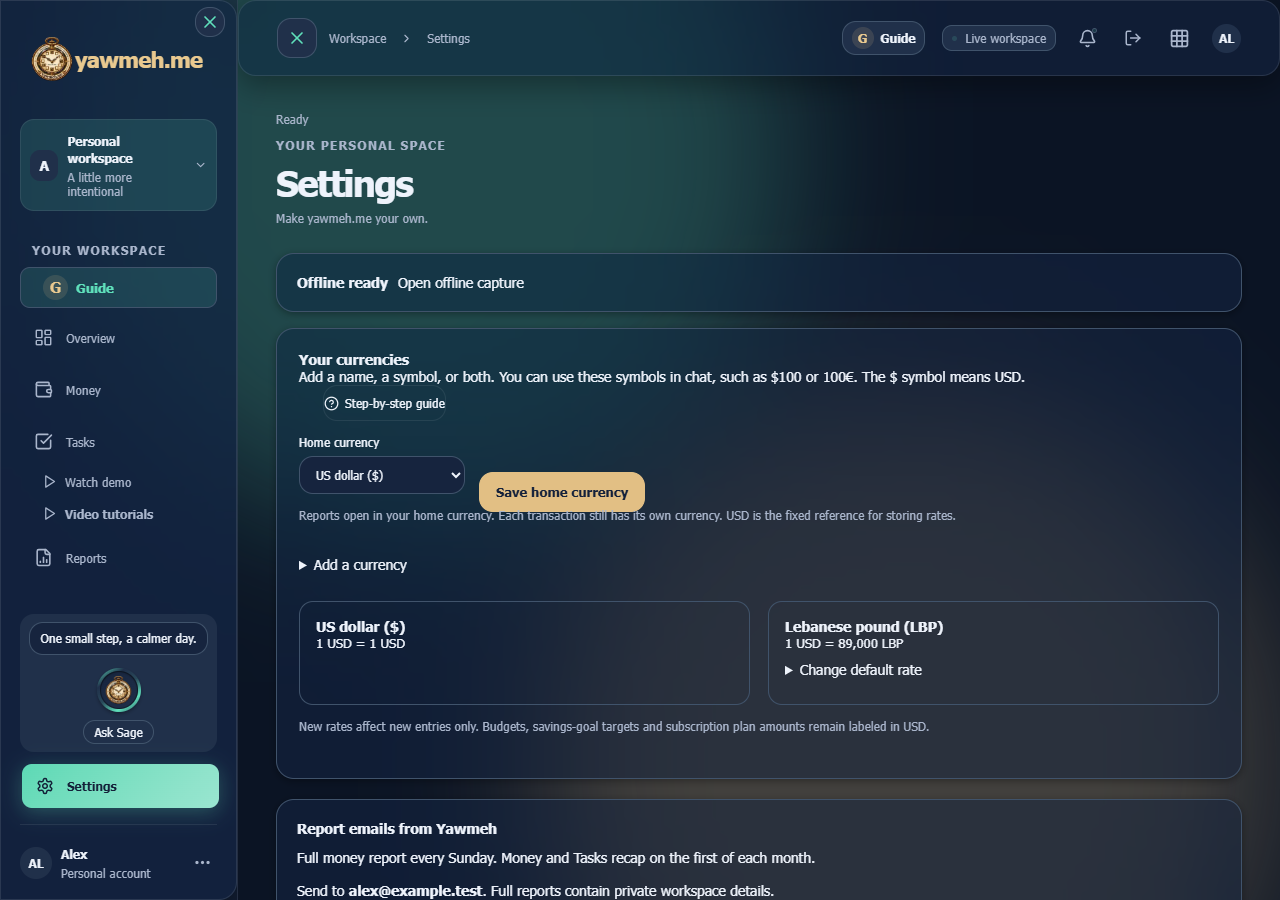 yawmeh.me
A
Personal workspace
A little more intentional
YOUR WORKSPACE
G Guide
Overview
Money
Tasks
Watch demo
Video tutorials
Reports
One small step, a calmer day.
Ask Sage
Settings
AL
Alex
Personal account
Workspace > Settings
G Guide
Live workspace
AL
Ready
YOUR PERSONAL SPACE
Settings
Make yawmeh.me your own.
Offline ready Open offline capture
Your currencies
Add a name, a symbol, or both. You can use these symbols in chat, such as $100 or 100€. The $ symbol means USD.
Step-by-step guide
Home currency
US dollar ($)
Save home currency
Reports open in your home currency. Each transaction still has its own currency. USD is the fixed reference for storing rates.
Add a currency
US dollar ($)
1 USD = 1 USD
Lebanese pound (LBP)
1 USD = 89,000 LBP
Change default rate
New rates affect new entries only. Budgets, savings-goal targets and subscription plan amounts remain labeled in USD.
Report emails from Yawmeh
Full money report every Sunday. Money and Tasks recap on the first of each month.
Send to alex@example.test. Full reports contain private workspace details.